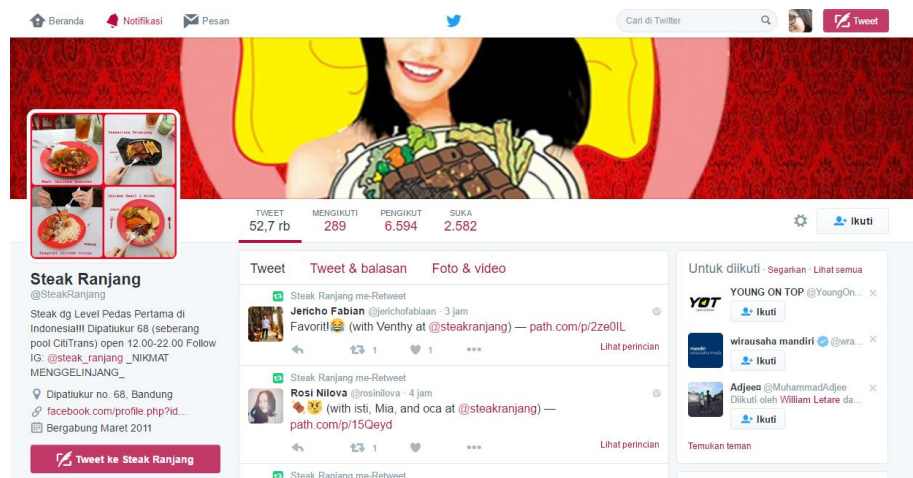 Beranda Notifikasi Pesan Cari di Twitter Tweet
TWEET MENGIKUTI PENGIKUT SUKA
52,7 rb 289 6.594 2.582
Ikuti
Steak Ranjang
@SteakRanjang
Steak dg Level Pedas Pertama di
Indonesia!!! Dipatiukur 68 (seberang
pool CitiTrans) open 12.00-22.00 Follow
IG: @steak_ranjang _NIKMAT
MENGGELINJANG_
Dipatiukur no. 68, Bandung
facebook.com/profile.php?id...
Bergabung Maret 2011
Tweet ke Steak Ranjang
Tweet Tweet & balasan Foto & video
Steak Ranjang me-Retweet
Jericho Fabian @jerichofabiaan · 3 jam
Favorit!😂 (with Venthy at @steakranjang) — path.com/p/2ze0IL
1 1 Lihat perincian
Steak Ranjang me-Retweet
Rosi Nilova @rosinilova · 4 jam
(with isti, Mia, and oca at @steakranjang) —
path.com/p/15Qeyd
1 Lihat perincian
Steak Ranjang me-Retweet
Untuk diikuti · Segarkan · Lihat semua
YOT
YOUNG ON TOP @YoungOn...
Ikuti
mandiri
wirausaha mandiri @wra...
Ikuti
Adjee¤ @MuhammadAdjee
Diikuti oleh William Letare da...
Ikuti
Temukan teman